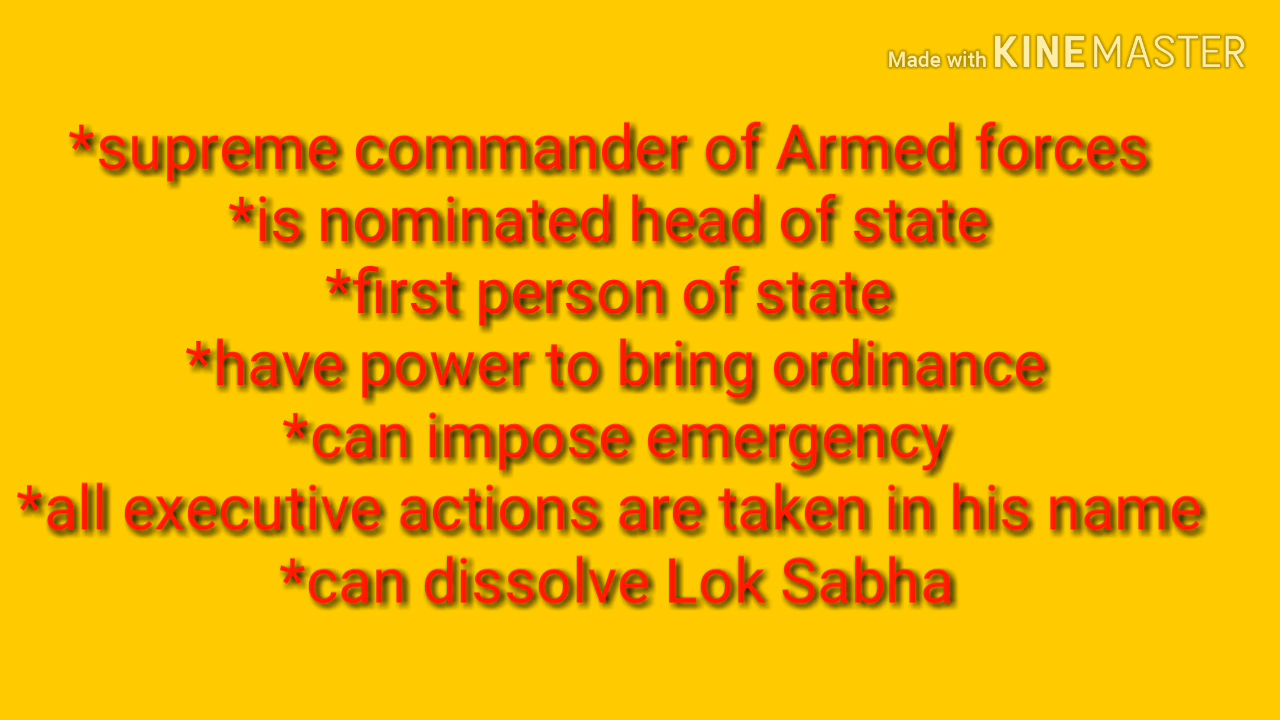 Made with KINEMASTER
*supreme commander of Armed forces
*is nominated head of state
*first person of state
*have power to bring ordinance
*can impose emergency
*all executive actions are taken in his name
*can dissolve Lok Sabha